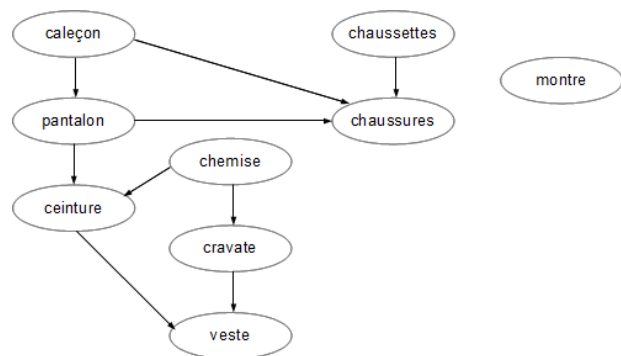 caleçon
chaussettes
montre
pantalon
chaussures
chemise
ceinture
cravate
veste